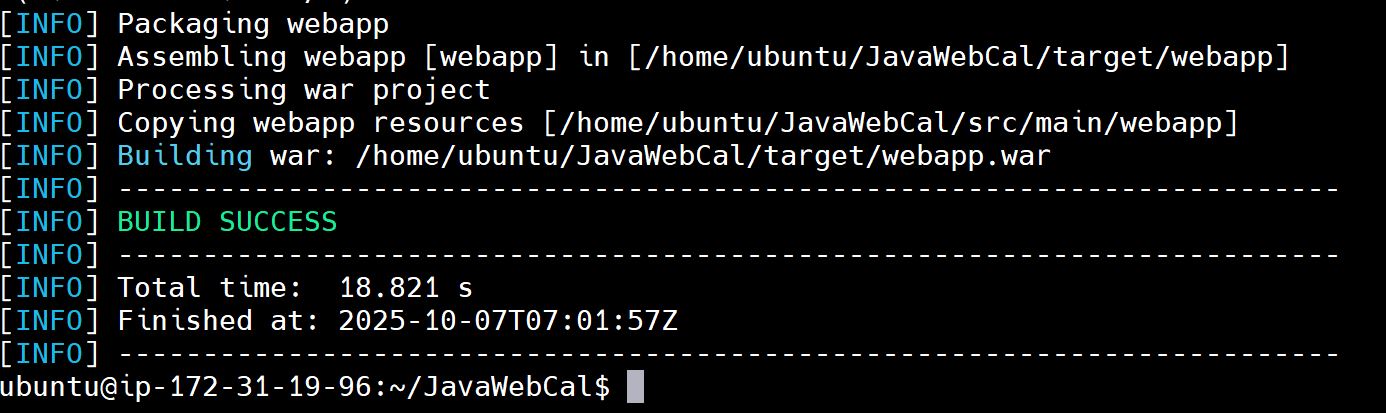 [INFO] Packaging webapp
[INFO] Assembling webapp [webapp] in [/home/ubuntu/JavaWebCal/target/webapp]
[INFO] Processing war project
[INFO] Copying webapp resources [/home/ubuntu/JavaWebCal/src/main/webapp]
[INFO] Building war: /home/ubuntu/JavaWebCal/target/webapp.war
[INFO] ------------------------------------------------------------------------
[INFO] BUILD SUCCESS
[INFO] ------------------------------------------------------------------------
[INFO] Total time:  18.821 s
[INFO] Finished at: 2025-10-07T07:01:57Z
[INFO] ------------------------------------------------------------------------
ubuntu@ip-172-31-19-96:~/JavaWebCal$